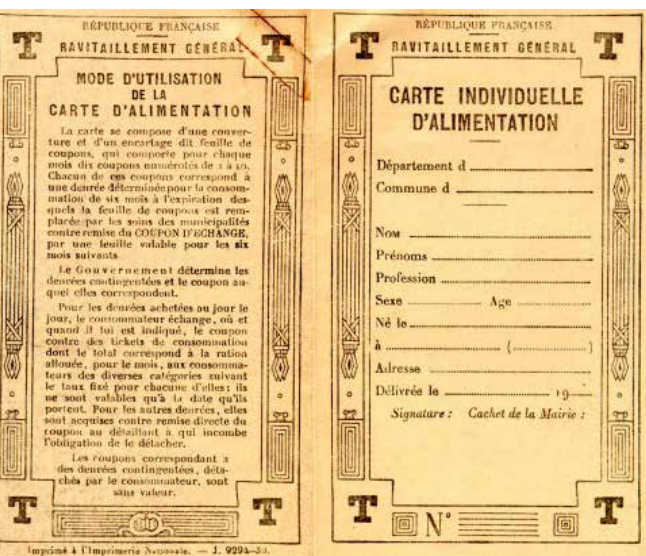 RÉPUBLIQUE FRANÇAISE
RAVITAILLEMENT GÉNÉRAL
T T
MODE D'UTILISATION
DE LA
CARTE D'ALIMENTATION
La carte se compose d'une couver-
ture et d'un encartage dit feuille de
coupons, qui comporte pour chaque
mois dix coupons numérotés de 1 à 10.
Chacun de ces coupons correspond à
une denrée déterminée pour la consom-
mation de six mois à l'expiration des-
quels la feuille de coupons est rem-
placée par les soins des municipalités
contre remise du COUPON D'ECHANGE,
par une feuille valable pour les six
mois suivants
Le Gouvernement détermine les
denrées contingentées et le coupon au-
quel elles correspondent.
Pour les denrées achetées au jour le
jour, le consommateur échange, où et
quand il lui est indiqué, le coupon
contre des tickets de consommation
dont le total correspond à la ration
allouée, pour le mois, aux consomma-
teurs des diverses catégories suivant
le taux fixé pour chacune d'elles; ils
ne sont valables qu'à la date qu'ils
portent. Pour les autres denrées, elles
sont acquises contre remise directe du
coupon au détaillant à qui incombe
l'obligation de le détacher.
Les coupons correspondant a
des denrées contingentées, déta-
chés par le consommateur, sont
sans valeur.
T T
Imprimé à l'Imprimerie Nationale. — J. 9294
RÉPUBLIQUE FRANÇAISE
RAVITAILLEMENT GÉNÉRAL
T T
CARTE INDIVIDUELLE
D'ALIMENTATION
Département d
Commune d
Nom
Prénoms
Profession
Sexe Age
Né le
à ( )
Adresse
Délivrée le 19
Signature : Cachet de la Mairie :
T N° T